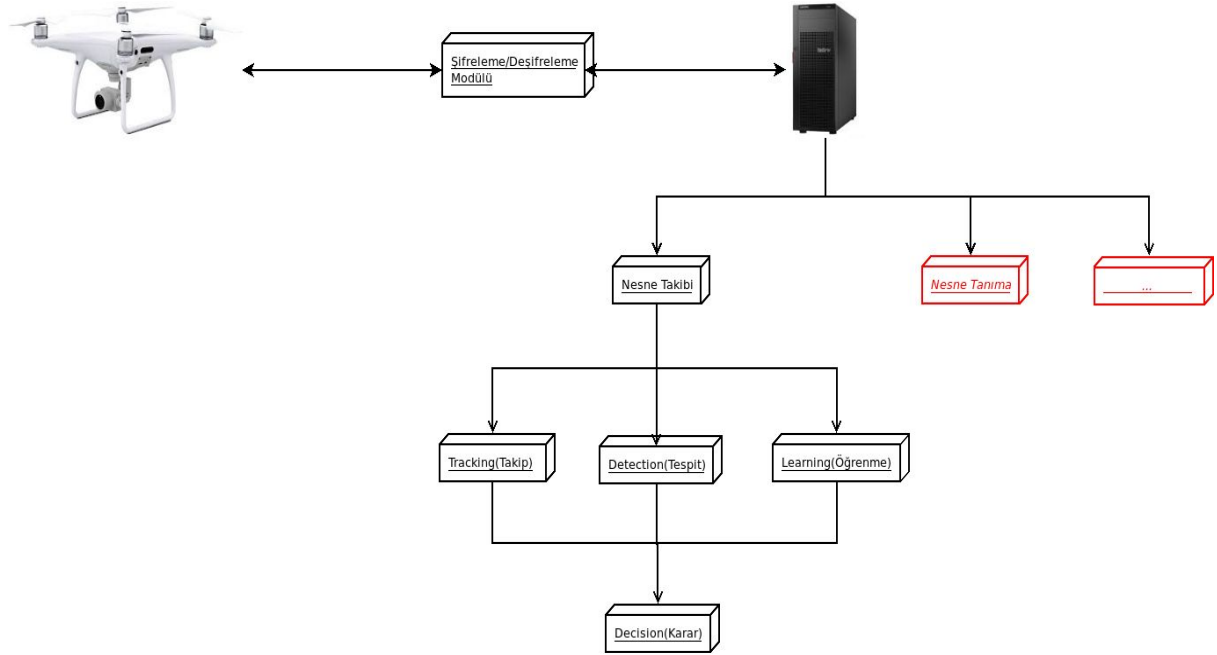 Şifreleme/Deşifreleme
Modülü
Nesne Takibi
Nesne Tanıma
...
Tracking(Takip)
Detection(Tespit)
Learning(Öğrenme)
Decision(Karar)